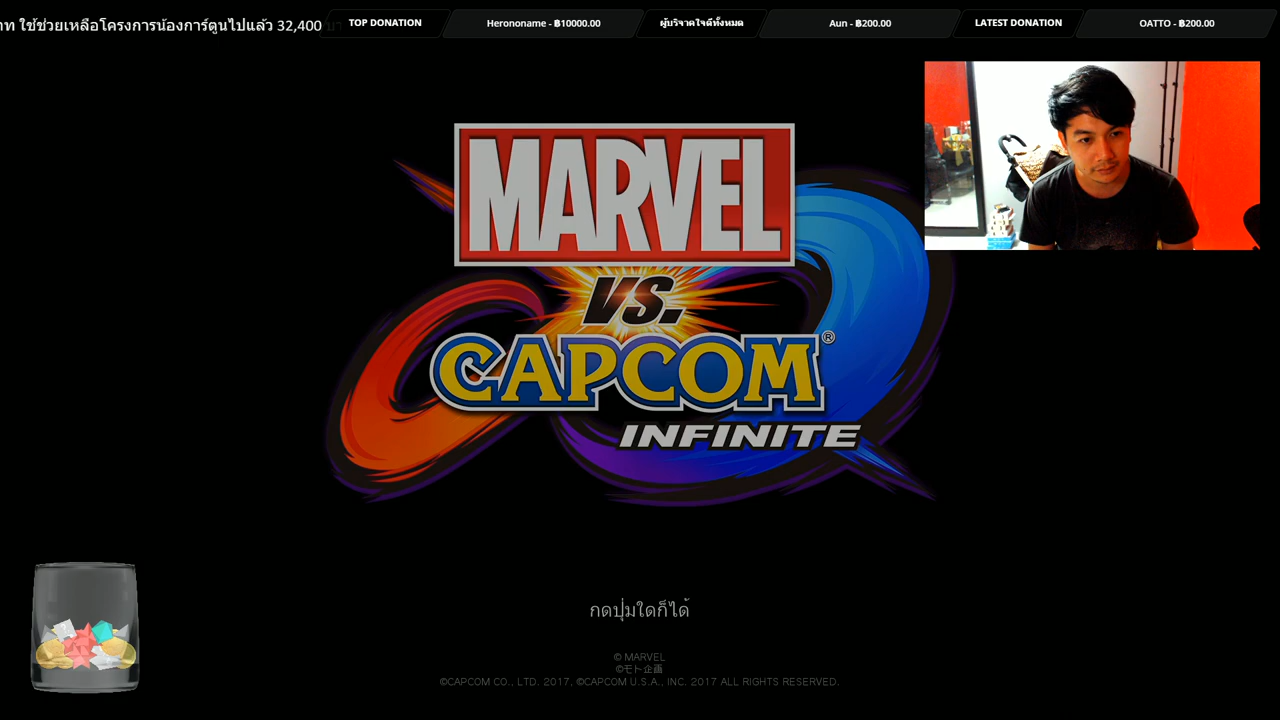 าท ใช้ช่วยเหลือโครงการน้องการ์ตูนไปแล้ว 32,400 บา
TOP DONATION
Herononame - ฿10000.00
ผู้บริจาคใจดีทั้งหมด
Aun - ฿200.00
LATEST DONATION
OATTO - ฿200.00
MARVEL
VS.
CAPCOM®
INFINITE
กดปุ่มใดก็ได้
© MARVEL
©モト企画
©CAPCOM CO., LTD. 2017, ©CAPCOM U.S.A., INC. 2017 ALL RIGHTS RESERVED.